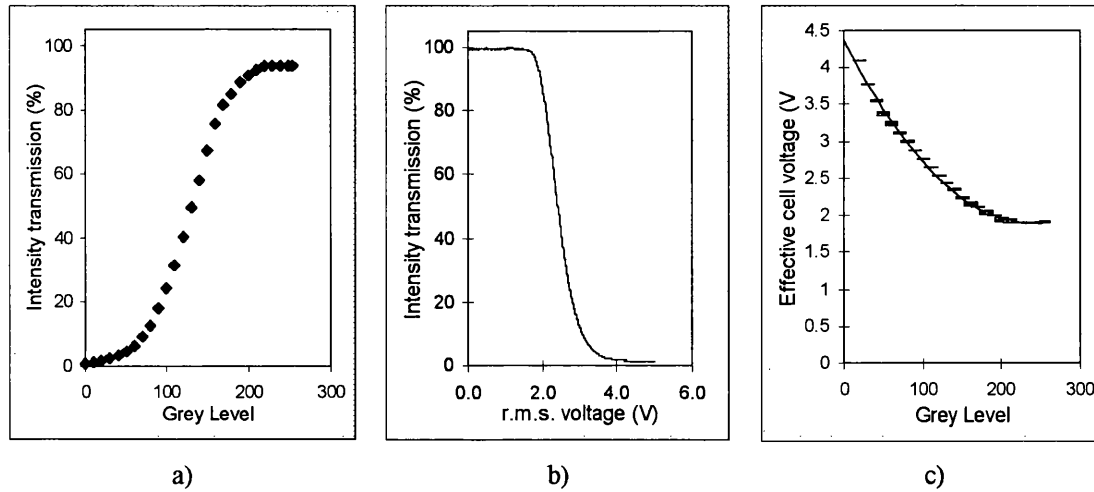 100
80
60
40
20
0
Intensity transmission (%)
0 100 200 300
Grey Level
a)
100
80
60
40
20
0
Intensity transmission (%)
0.0 2.0 4.0 6.0
r.m.s. voltage (V)
b)
4.5
4
3.5
3
2.5
2
1.5
1
0.5
0
Effective cell voltage (V
0 100 200 300
Grey Level
c)